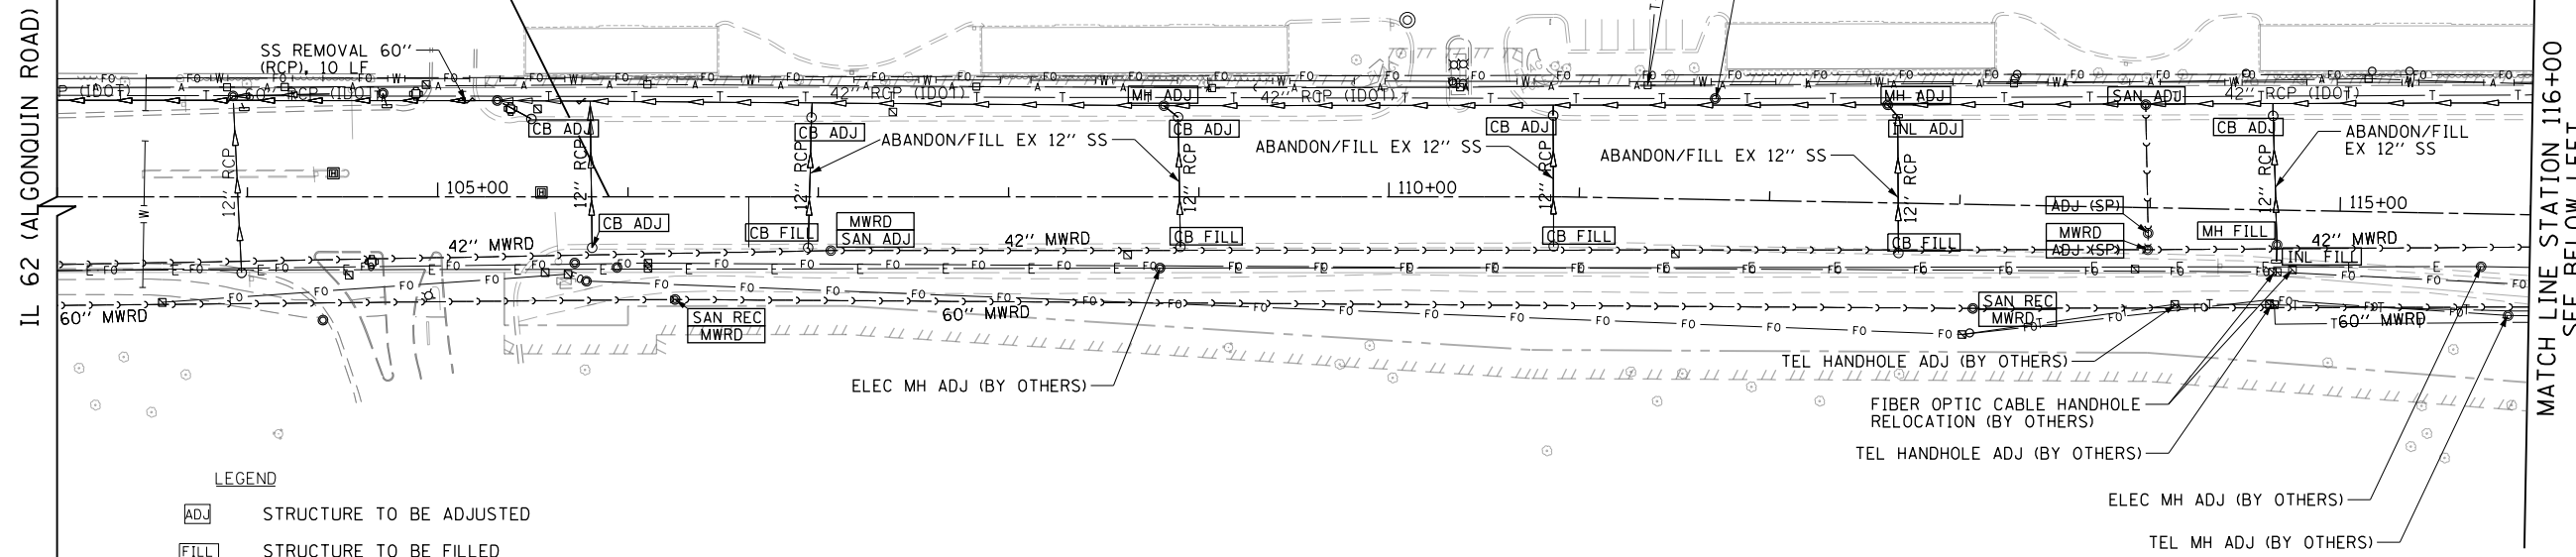 IL 62 (ALGONQUIN ROAD)
SS REMOVAL 60"
(RCP), 10 LF
P (IDOT)
60" RCP (IDOT)
42" RCP (IDOT)
MH ADJ
42" RCP (IDOT)
MH ADJ
SAN ADJ
42" RCP (IDOT)
CB ADJ
CB ADJ
CB ADJ
CB ADJ
INL ADJ
CB ADJ
ABANDON/FILL EX 12" SS
ABANDON/FILL EX 12" SS
ABANDON/FILL EX 12" SS
ABANDON/FILL
EX 12" SS
12" RCP
12" RCP
12" RCP
12" RCP
12" RCP
12" RCP
12" RCP
105+00
110+00
115+00
CB ADJ
CB FILL
MWRD
SAN ADJ
CB FILL
CB FILL
CB FILL
ADJ (SP)
MWRD
ADJ (SP)
MH FILL
INL FILL
42" MWRD
42" MWRD
42" MWRD
60" MWRD
60" MWRD
60" MWRD
SAN REC
MWRD
SAN REC
MWRD
ELEC MH ADJ (BY OTHERS)
TEL HANDHOLE ADJ (BY OTHERS)
FIBER OPTIC CABLE HANDHOLE
RELOCATION (BY OTHERS)
TEL HANDHOLE ADJ (BY OTHERS)
ELEC MH ADJ (BY OTHERS)
TEL MH ADJ (BY OTHERS)
MATCH LINE STATION 116+00
SEE BELOW LEFT
LEGEND
ADJ STRUCTURE TO BE ADJUSTED
FILL STRUCTURE TO BE FILLED